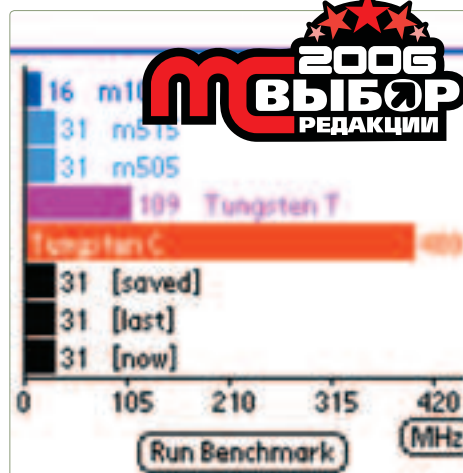 2006
mc ВЫБОР
РЕДАКЦИИ
16
31 m515
31 m505
109 Tungsten T
Tungsten C
31 [saved]
31 [last]
31 [now]
0 105 210 315 420
MHz
Run Benchmark